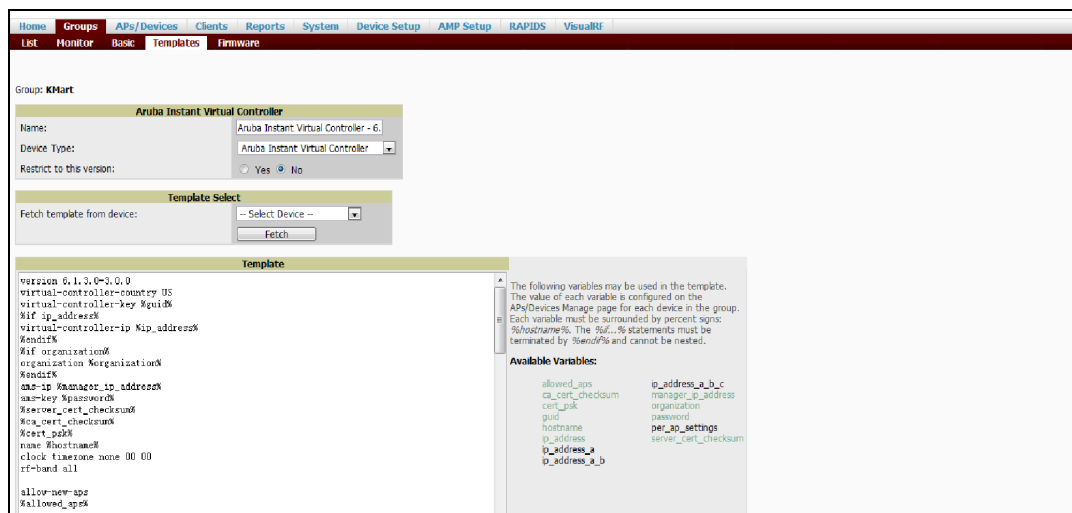 Home Groups APs/Devices Clients Reports System Device Setup AMP Setup RAPIDS VisualRF
List Monitor Basic Templates Firmware
Group: KMart
Aruba Instant Virtual Controller
Name: Aruba Instant Virtual Controller - 6.
Device Type: Aruba Instant Virtual Controller
Restrict to this version: Yes No
Template Select
Fetch template from device: -- Select Device --
Fetch
Template
version 6.1.3.0-3.0.0
virtual-controller-country US
virtual-controller-key %guid%
%if ip_address%
virtual-controller-ip %ip_address%
%endif%
%if organization%
organization %organization%
%endif%
ams-ip %manager_ip_address%
ams-key %password%
%server_cert_checksum%
%ca_cert_checksum%
%cert_psk%
name %hostname%
clock timezone none 00 00
rf-band all
allow-new-aps
%allowed_aps%
The following variables may be used in the template.
The value of each variable is configured on the
APs/Devices Manage page for each device in the group.
Each variable must be surrounded by percent signs:
%hostname%. The %if...% statements must be
terminated by %endif% and cannot be nested.
Available Variables:
allowed_aps
ca_cert_checksum
cert_psk
guid
hostname
ip_address
ip_address_a
ip_address_a_b
ip_address_a_b_c
manager_ip_address
organization
password
per_ap_settings
server_cert_checksum